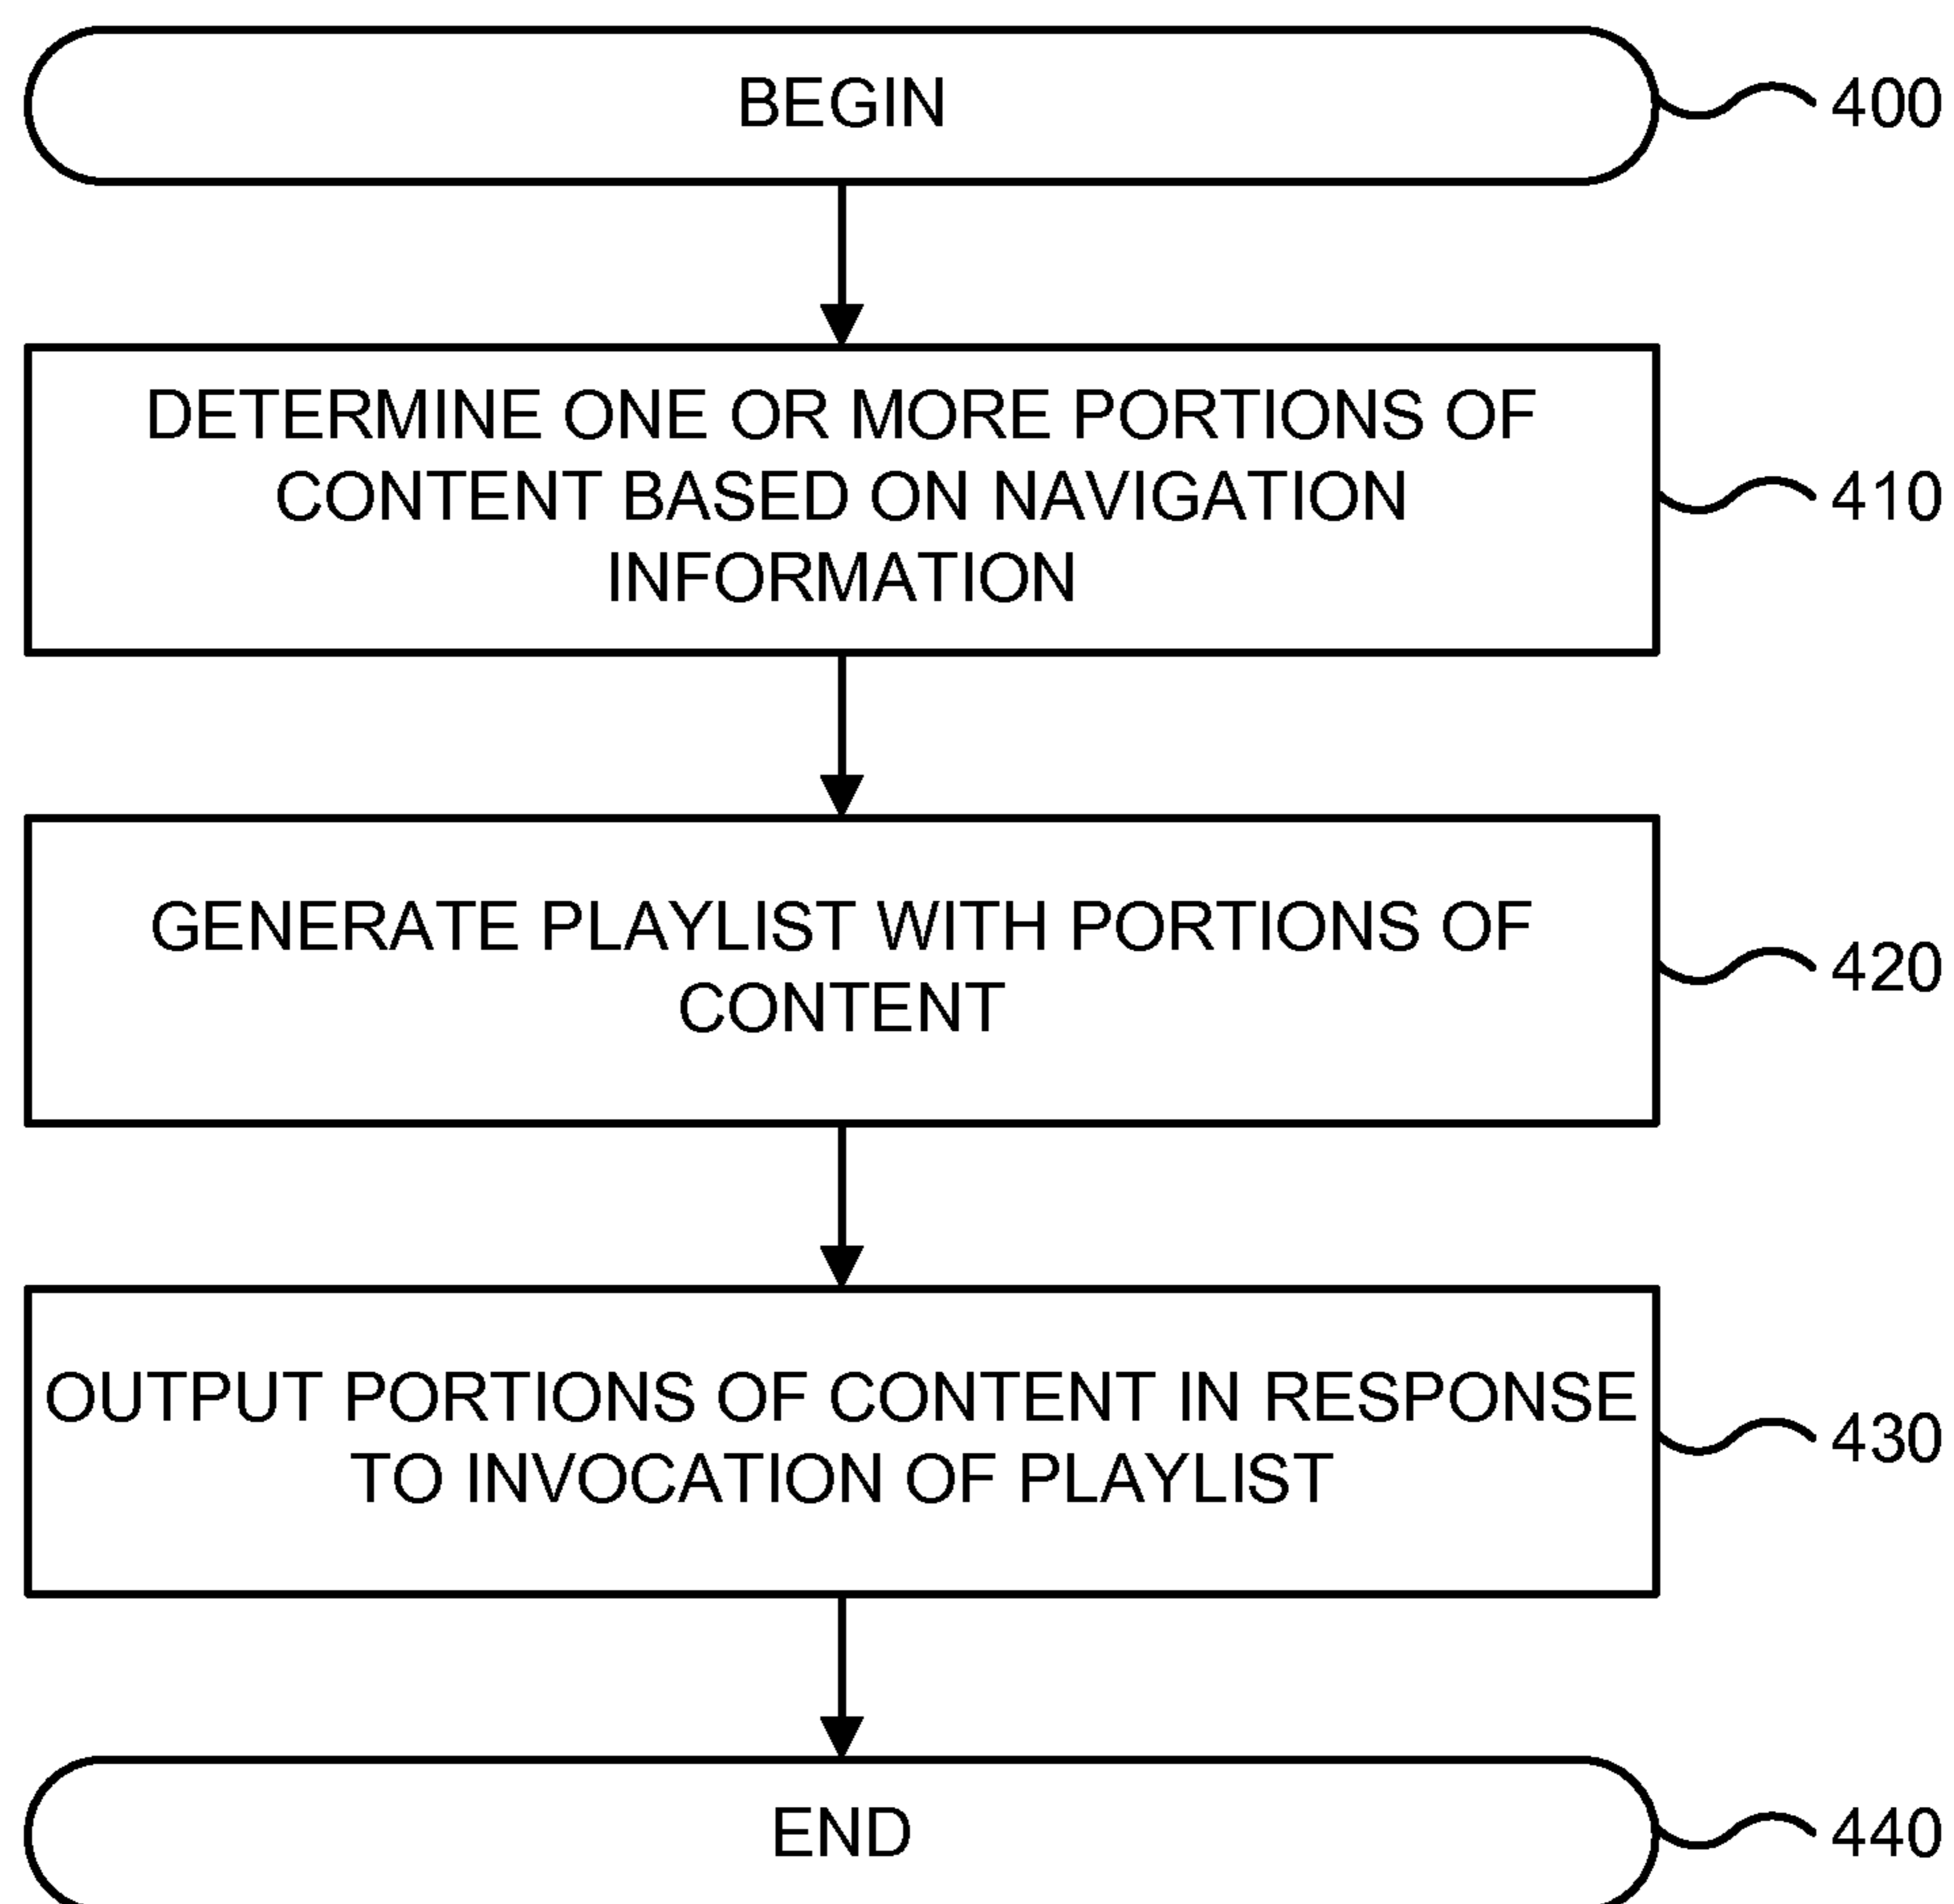 BEGIN
400
DETERMINE ONE OR MORE PORTIONS OF
CONTENT BASED ON NAVIGATION
INFORMATION
410
GENERATE PLAYLIST WITH PORTIONS OF
CONTENT
420
OUTPUT PORTIONS OF CONTENT IN RESPONSE
TO INVOCATION OF PLAYLIST
430
END
440